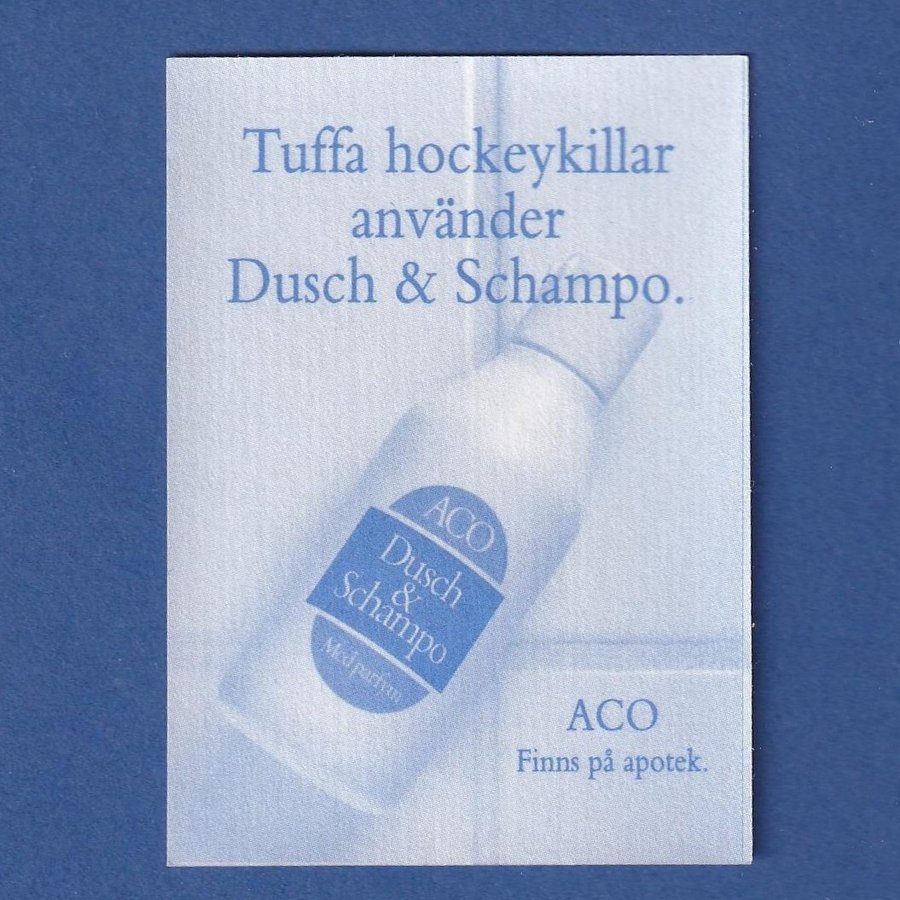 Tuffa hockeykillar
använder
Dusch & Schampo.
ACO
Dusch
&
Schampo
Med parfym
ACO
Finns på apotek.